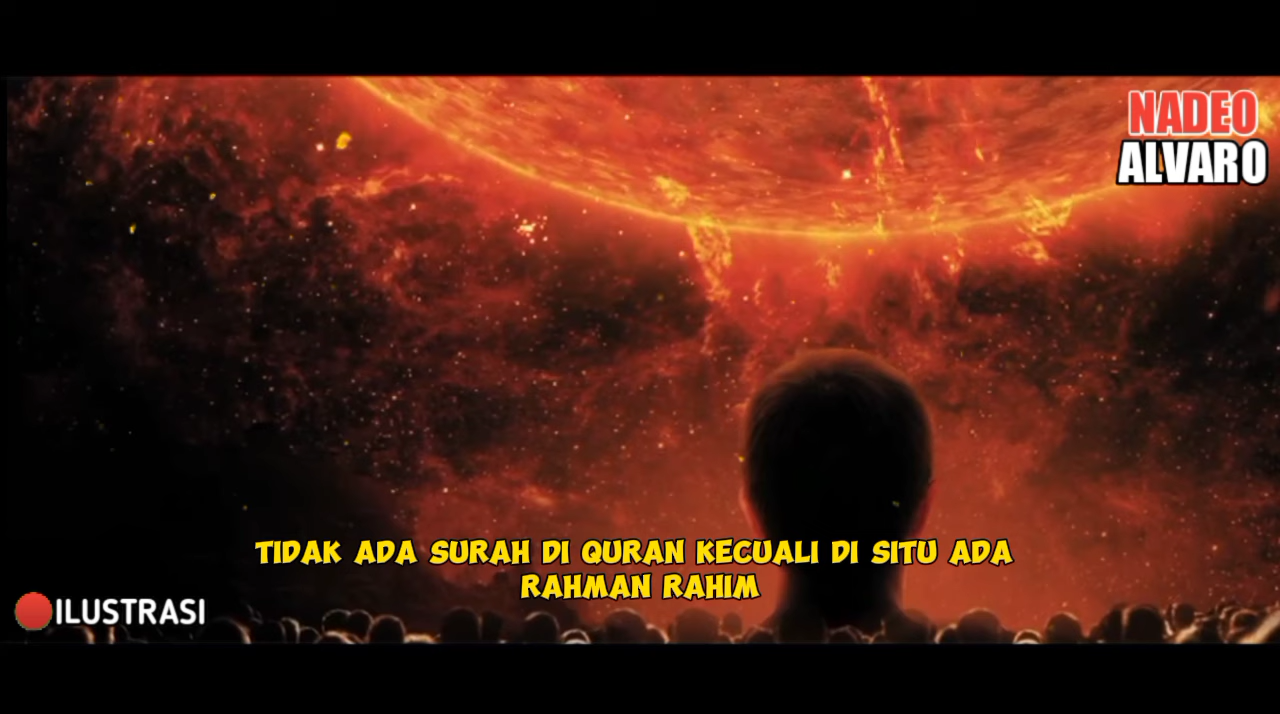 NADEO
ALVARO
TIDAK ADA SURAH DI QURAN KECUALI DI SITU ADA
RAHMAN RAHIM
ILUSTRASI